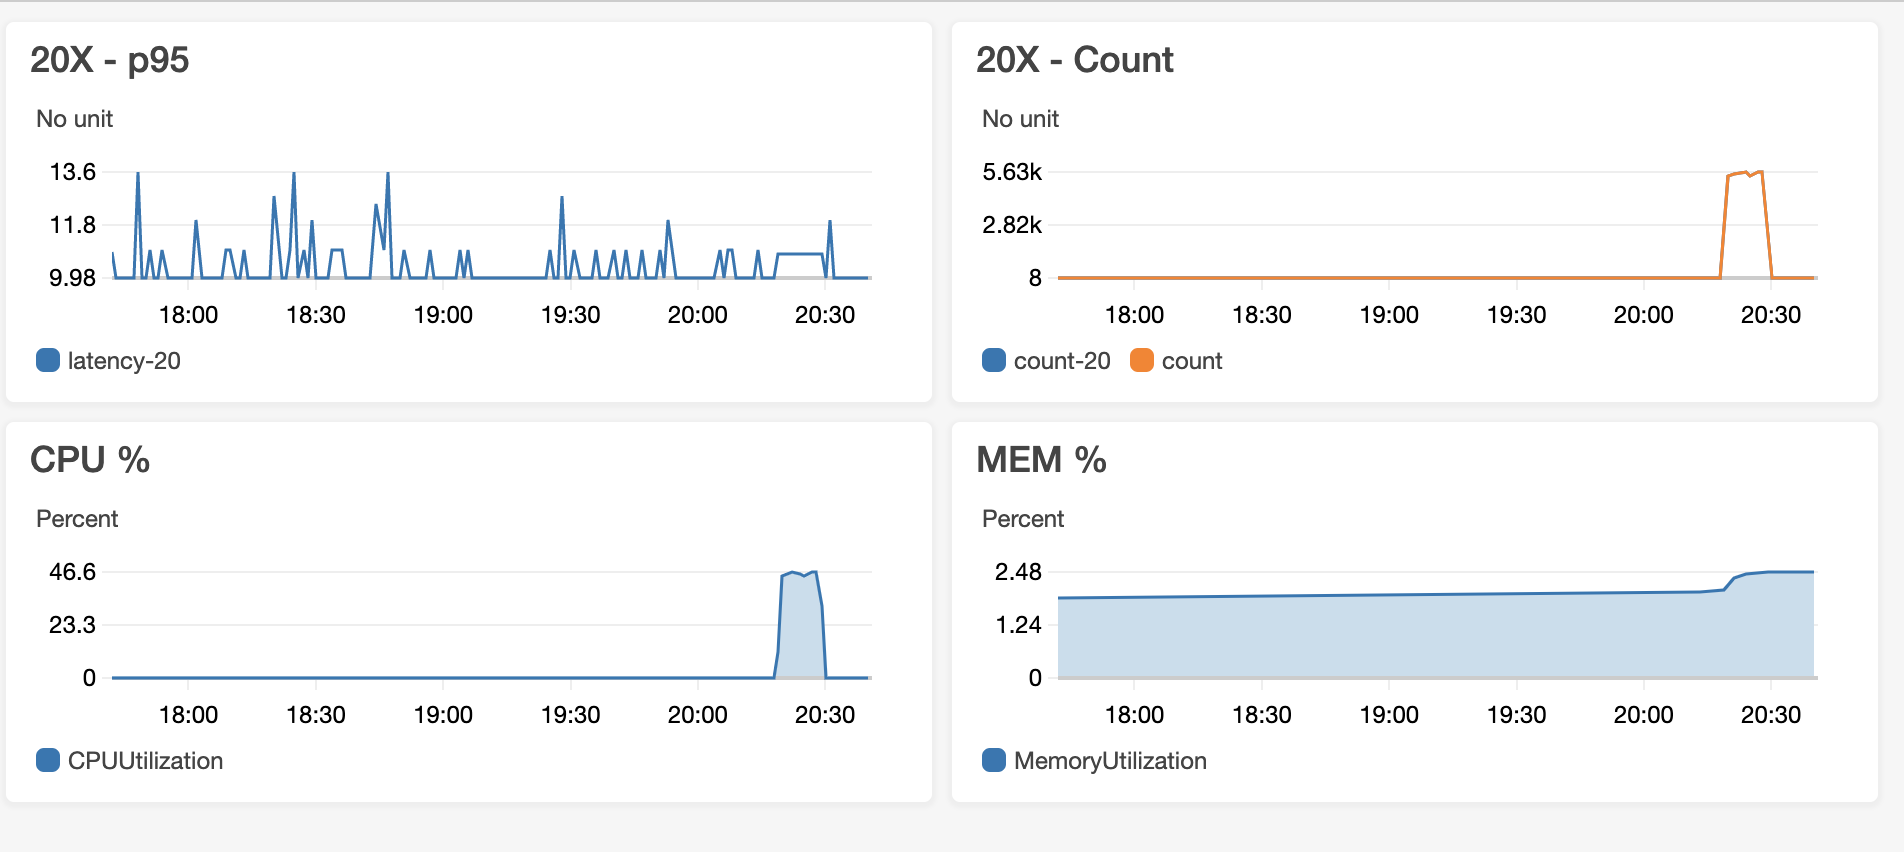 20X - p95
No unit
13.6
11.8
9.98
18:00 18:30 19:00 19:30 20:00 20:30
latency-20
20X - Count
No unit
5.63k
2.82k
8
18:00 18:30 19:00 19:30 20:00 20:30
count-20 count
CPU %
Percent
46.6
23.3
0
18:00 18:30 19:00 19:30 20:00 20:30
CPUUtilization
MEM %
Percent
2.48
1.24
0
18:00 18:30 19:00 19:30 20:00 20:30
MemoryUtilization